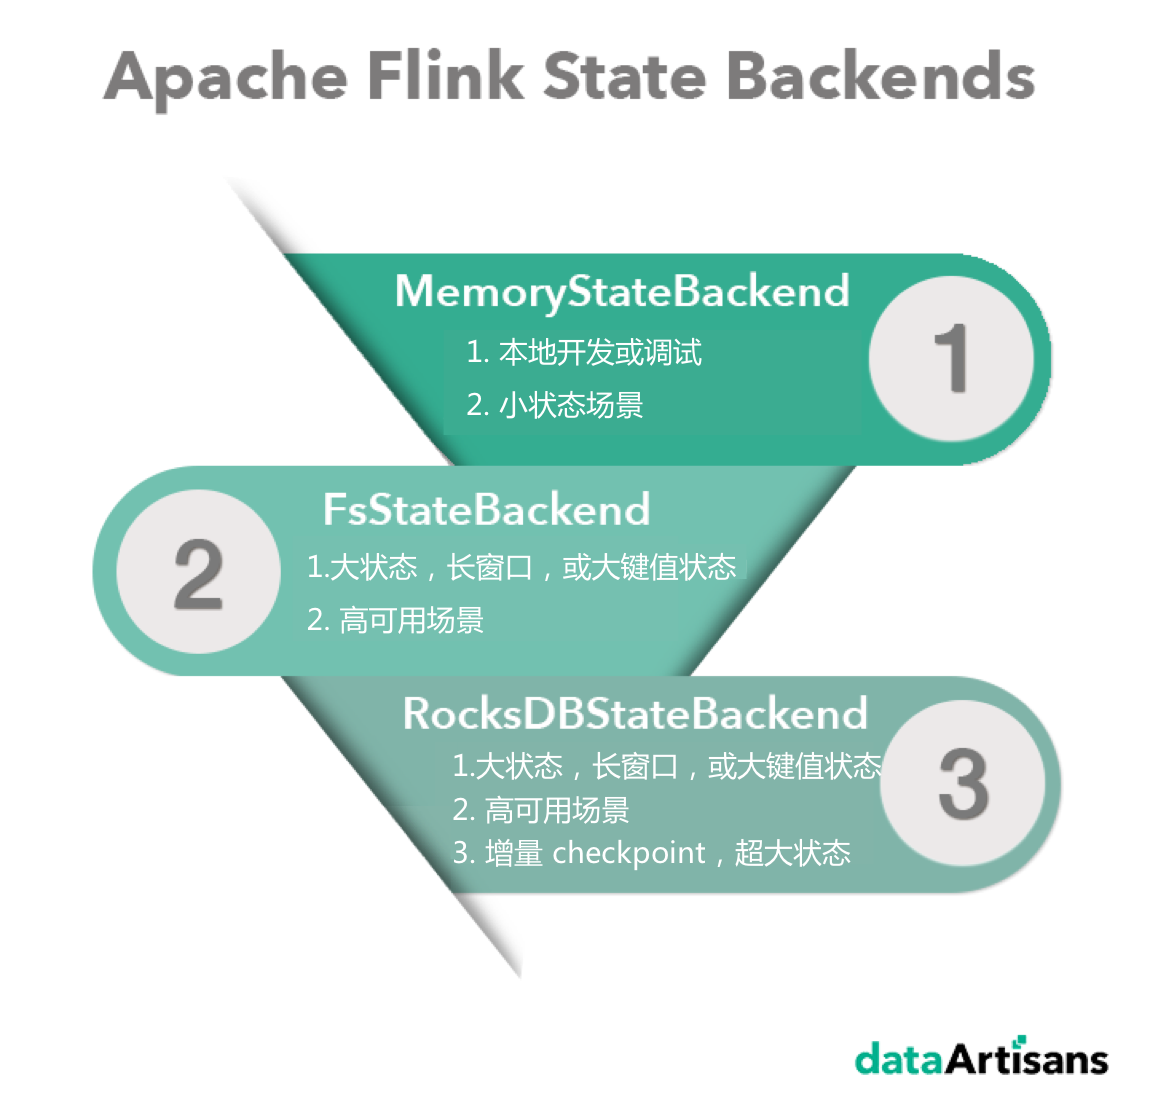 Apache Flink State Backends
MemoryStateBackend
1. 本地开发或调试
2. 小状态场景
1
FsStateBackend
1.大状态，长窗口，或大键值状态
2. 高可用场景
2
RocksDBStateBackend
1.大状态，长窗口，或大键值状态
2. 高可用场景
3. 增量 checkpoint，超大状态
3
dataArtisans